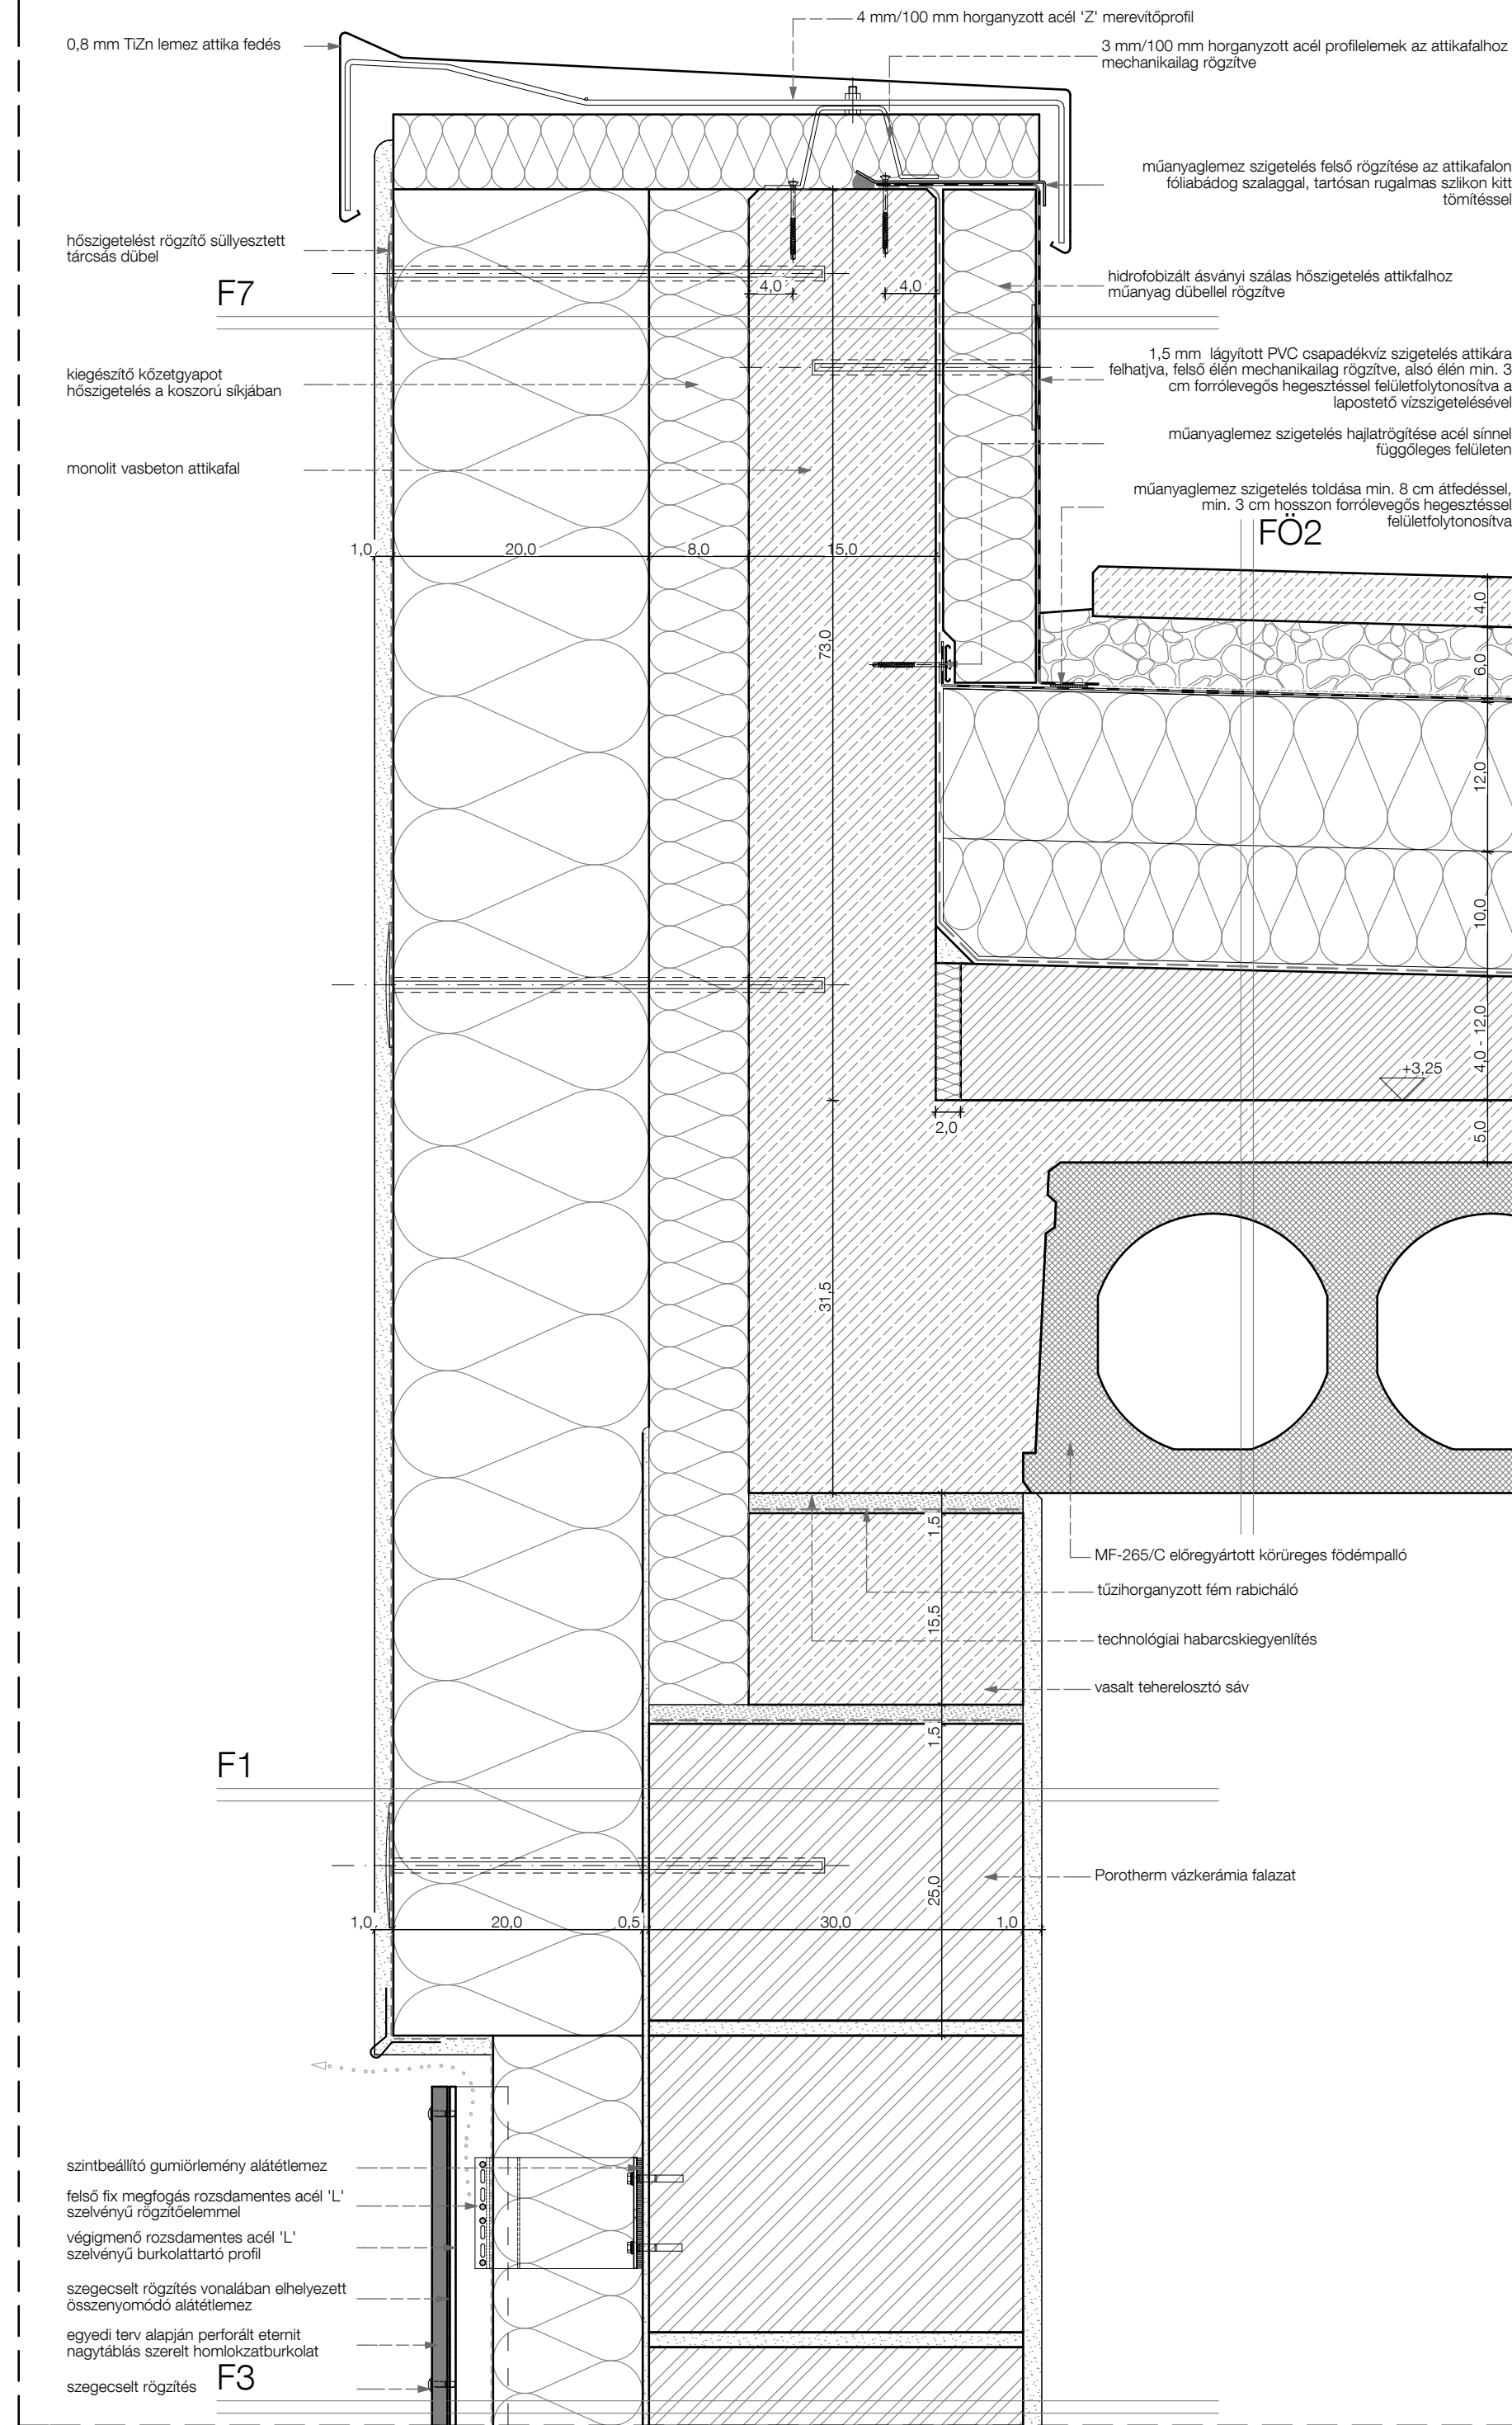 4 mm/100 mm horganyzott acél 'Z' merevítőprofil
0,8 mm TiZn lemez attika fedés
3 mm/100 mm horganyzott acél profilelemek az attikafalhoz
mechanikailag rögzítve
műanyaglemez szigetelés felső rögzítése az attikafalon
fóliabádog szalaggal, tartósan rugalmas szlikon kitt
tömítéssel
hőszigetelést rögzítő süllyesztett
tárcsás dübel
F7
4,0
4,0
hidrofobizált ásványi szálas hőszigetelés attikfalhoz
műanyag dübellel rögzítve
kiegészítő kőzetgyapot
hőszigetelés a koszorú síkjában
1,5 mm lágyított PVC csapadékvíz szigetelés attikára
felhatjva, felső élén mechanikailag rögzítve, alsó élén min. 3
cm forrólevegős hegesztéssel felületfolytonosítva a
lapostető vízszigetelésével
monolit vasbeton attikafal
műanyaglemez szigetelés hajlatrögítése acél sínnel
függőleges felületen
műanyaglemez szigetelés toldása min. 8 cm átfedéssel,
min. 3 cm hosszon forrólevegős hegesztéssel
felületfolytonosítva
FÖ2
1,0
20,0
8,0
15,0
4,0
73,0
6,0
12,0
10,0
4,0 - 12,0
+3,25
2,0
5,0
31,5
1,5
MF-265/C előregyártott körüreges födémpalló
tűzihorganyzott fém rabicháló
15,5
technológiai habarcskiegyenlítés
vasalt teherelosztó sáv
1,5
F1
Porotherm vázkerámia falazat
25,0
1,0
20,0
0,5
30,0
1,0
szintbeállító gumiőrlemény alátétlemez
felső fix megfogás rozsdamentes acél 'L'
szelvényű rögzítőelemmel
végigmenő rozsdamentes acél 'L'
szelvényű burkolattartó profil
szegecselt rögzítés vonalában elhelyezett
összenyomódó alátétlemez
egyedi terv alapján perforált eternit
nagytáblás szerelt homlokzatburkolat
szegecselt rögzítés
F3